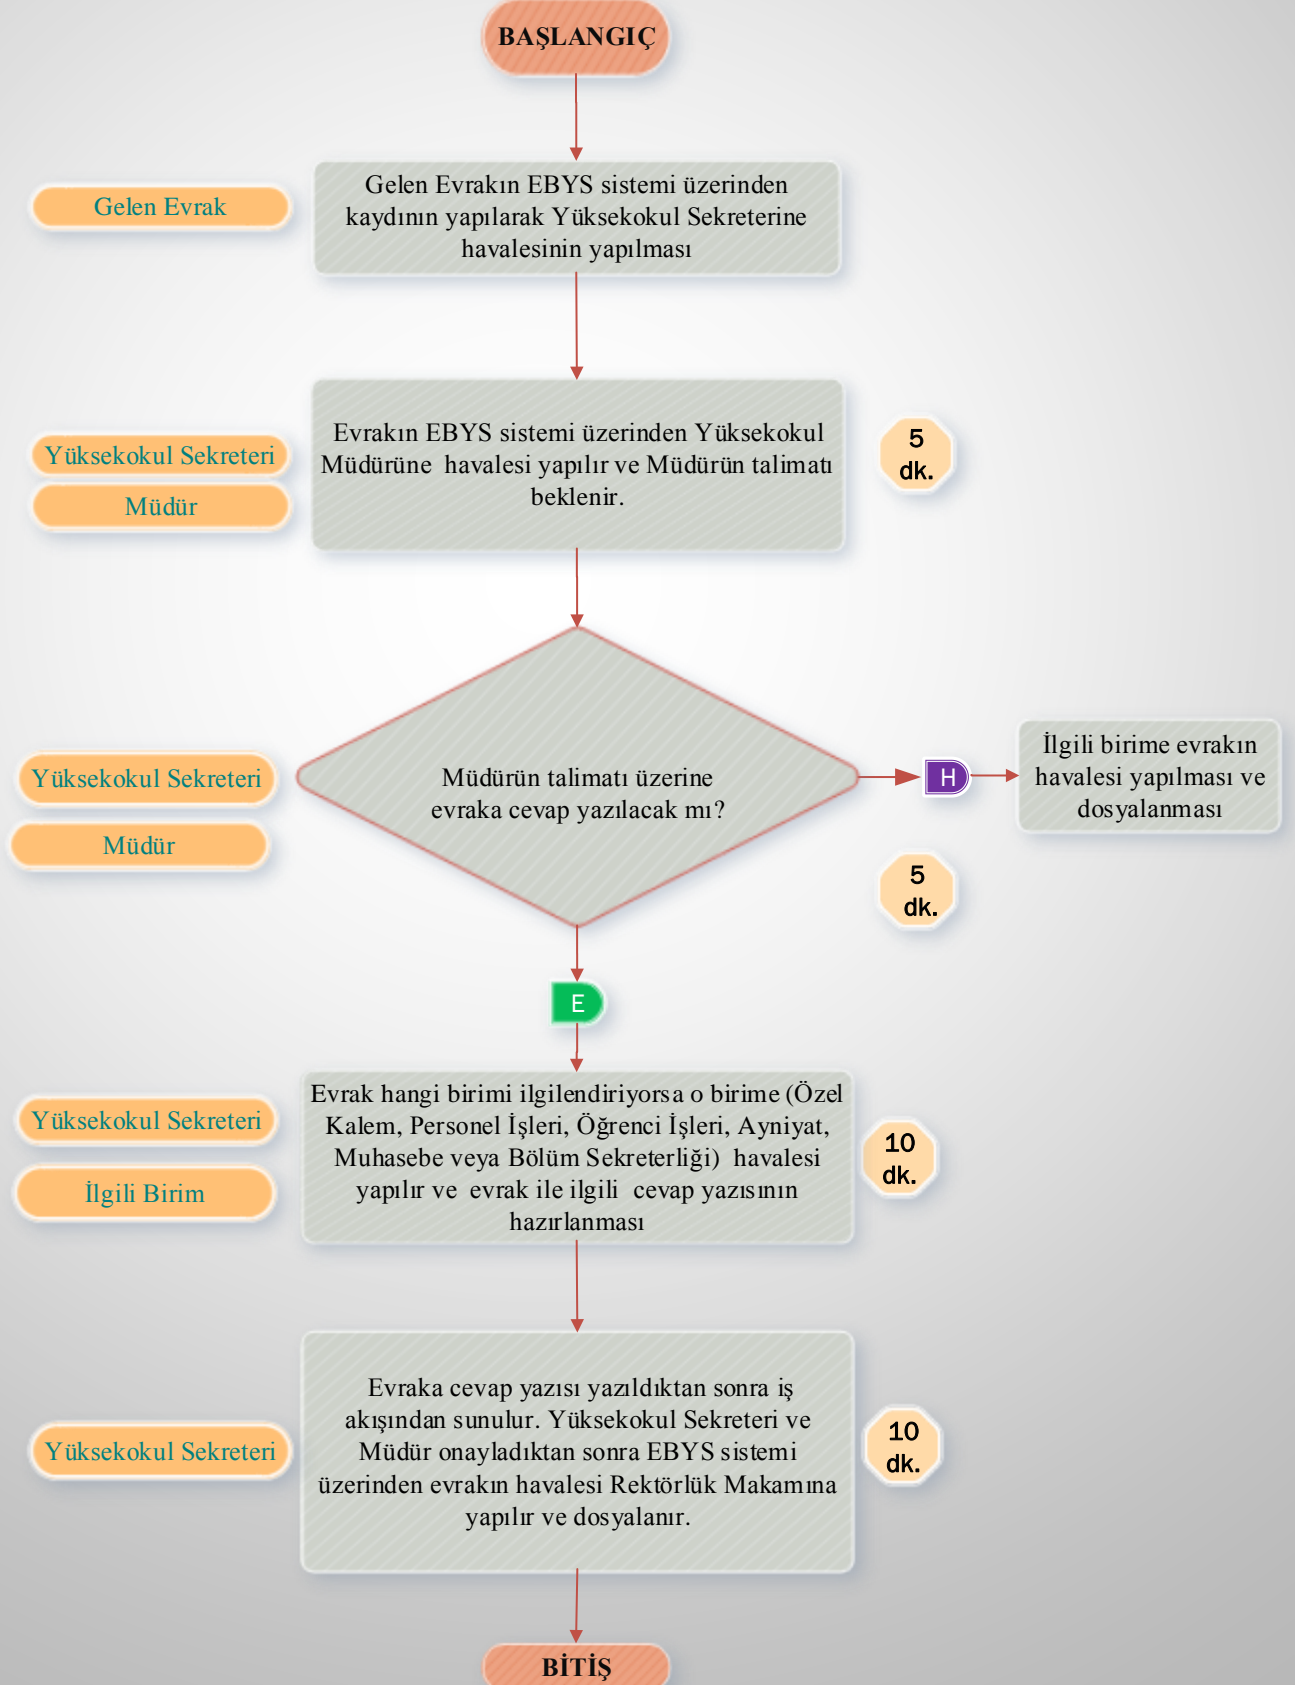 BAŞLANGIÇ
Gelen Evrak
Gelen Evrakın EBYS sistemi üzerinden
kaydının yapılarak Yüksekokul Sekreterine
havalesinin yapılması
Yüksekokul Sekreteri
Müdür
Evrakın EBYS sistemi üzerinden Yüksekokul
Müdürüne havalesi yapılır ve Müdürün talimatı
beklenir.
5
dk.
Yüksekokul Sekreteri
Müdür
Müdürün talimatı üzerine
evraka cevap yazılacak mı?
H
İlgili birime evrakın
havalesi yapılması ve
dosyalanması
5
dk.
E
Yüksekokul Sekreteri
İlgili Birim
Evrak hangi birimi ilgilendiriyorsa o birime (Özel
Kalem, Personel İşleri, Öğrenci İşleri, Ayniyat,
Muhasebe veya Bölüm Sekreterliği) havalesi
yapılır ve evrak ile ilgili cevap yazısının
hazırlanması
10
dk.
Yüksekokul Sekreteri
Evraka cevap yazısı yazıldıktan sonra iş
akışından sunulur. Yüksekokul Sekreteri ve
Müdür onayladıktan sonra EBYS sistemi
üzerinden evrakın havalesi Rektörlük Makamına
yapılır ve dosyalanır.
10
dk.
BİTİŞ